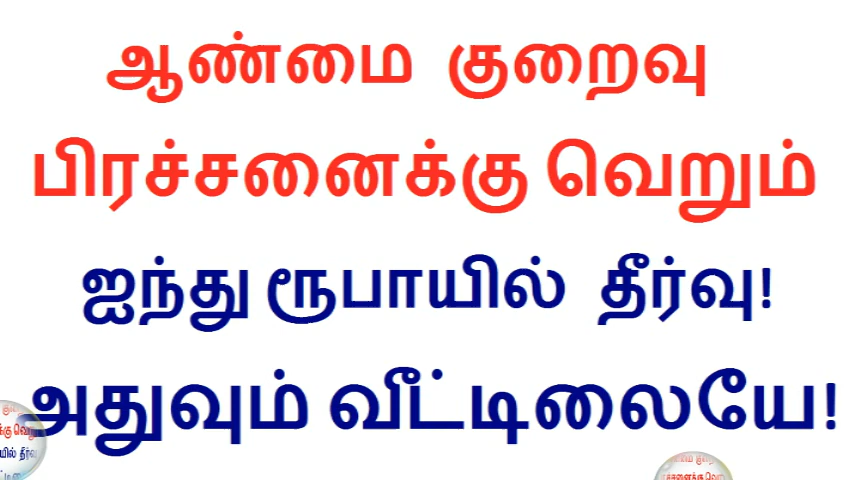 ஆண்மை குறைவு
பிரச்சனைக்கு வெறும்
ஐந்து ரூபாயில் தீர்வு!
அதுவும் வீட்டிலையே!